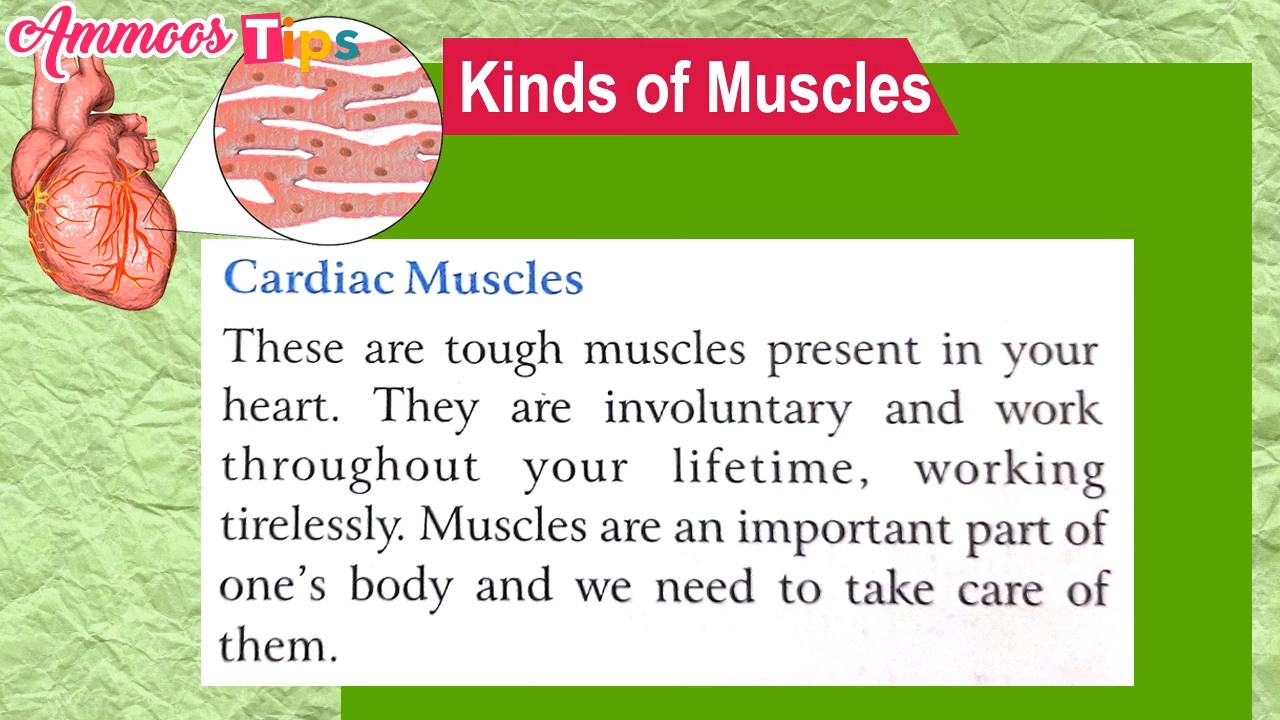 Ammoos Tips
Kinds of Muscles
Cardiac Muscles
These are tough muscles present in your
heart. They are involuntary and work
throughout your lifetime, working
tirelessly. Muscles are an important part of
one's body and we need to take care of
them.